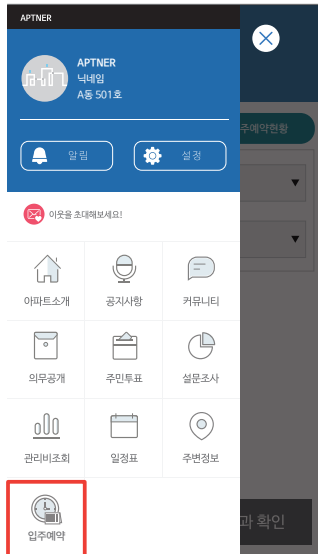 APTNER
APTNER
닉네임
A동 501호
알림
설정
주예약현황
이웃을 초대해보세요!
아파트소개
공지사항
커뮤니티
의무공개
주민투표
설문조사
관리비조회
일정표
주변정보
입주예약
과 확인